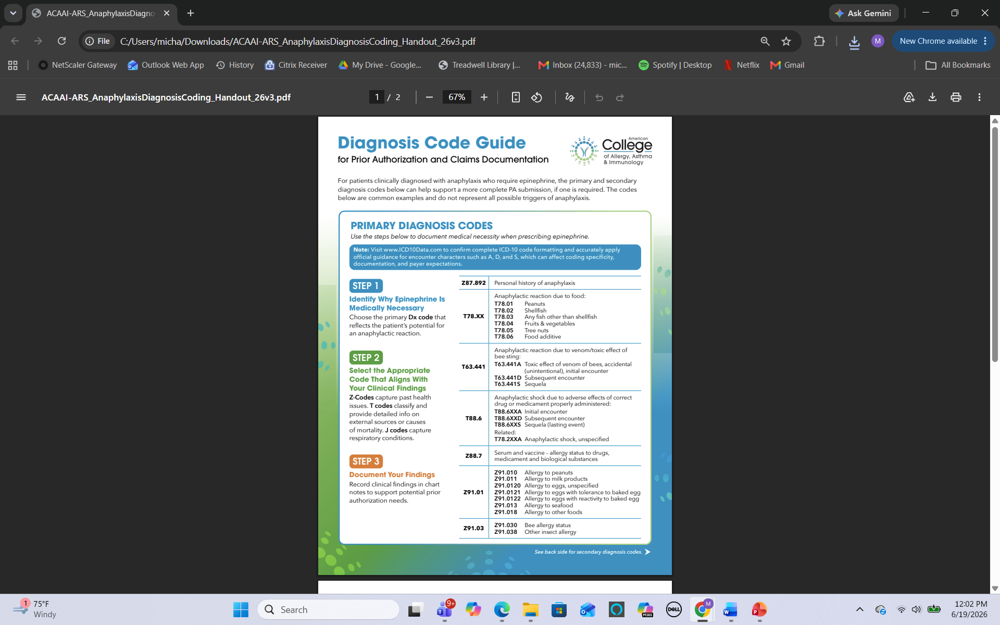 ACAAI-ARS_AnaphylaxisDiagno
Ask Gemini
File
C:/Users/micha/Downloads/ACAAI-ARS_AnaphylaxisDiagnosisCoding_Handout_26v3.pdf
M
New Chrome available
NetScaler Gateway
Outlook Web App
History
Citrix Receiver
My Drive - Google...
Treadwell Library |...
Inbox (24,833) - mic...
Spotify | Desktop
Netflix
Gmail
All Bookmarks
ACAAI-ARS_AnaphylaxisDiagnosisCoding_Handout_26v3.pdf
1 / 2
67%
Diagnosis Code Guide
for Prior Authorization and Claims Documentation
American
College
of Allergy, Asthma
& Immunology
For patients clinically diagnosed with anaphylaxis who require epinephrine, the primary and secondary
diagnosis codes below can help support a more complete PA submission, if one is required. The codes
below are common examples and do not represent all possible triggers of anaphylaxis.
PRIMARY DIAGNOSIS CODES
Use the steps below to document medical necessity when prescribing epinephrine.
Note: Visit www.ICD10Data.com to confirm complete ICD-10 code formatting and accurately apply
official guidance for encounter characters such as A, D, and S, which can affect coding specificity,
documentation, and payer expectations.
STEP 1
Identify Why Epinephrine Is
Medically Necessary
Choose the primary Dx code that
reflects the patient's potential for
an anaphylactic reaction.
STEP 2
Select the Appropriate
Code That Aligns With
Your Clinical Findings
Z-Codes capture past health
issues. T codes classify and
provide detailed info on
external sources or causes
of mortality. J codes capture
respiratory conditions.
STEP 3
Document Your Findings
Record clinical findings in chart
notes to support potential prior
authorization needs.
Z87.892 Personal history of anaphylaxis
T78.XX
Anaphylactic reaction due to food:
T78.01 Peanuts
T78.02 Shellfish
T78.03 Any fish other than shellfish
T78.04 Fruits & vegetables
T78.05 Tree nuts
T78.06 Food additive
T63.441
Anaphylactic reaction due to venom/toxic effect of
bee sting:
T63.441A Toxic effect of venom of bees, accidental
(unintentional), initial encounter
T63.441D Subsequent encounter
T63.441S Sequela
T88.6
Anaphylactic shock due to adverse effects of correct
drug or medicament properly administered:
T88.6XXA Initial encounter
T88.6XXD Subsequent encounter
T88.6XXS Sequela (lasting event)
Related:
T78.2XXA Anaphylactic shock, unspecified
Z88.7
Serum and vaccine – allergy status to drugs,
medicament and biological substances
Z91.01
Z91.010 Allergy to peanuts
Z91.011 Allergy to milk products
Z91.0120 Allergy to eggs, unspecified
Z91.0121 Allergy to eggs with tolerance to baked egg
Z91.0122 Allergy to eggs with reactivity to baked egg
Z91.013 Allergy to seafood
Z91.018 Allergy to other foods
Z91.03
Z91.030 Bee allergy status
Z91.038 Other insect allergy
See back side for secondary diagnosis codes.
1
75°F
Windy
Search
9+
T
O
M365
DELL
M
W
P
12:02 PM
6/19/2026